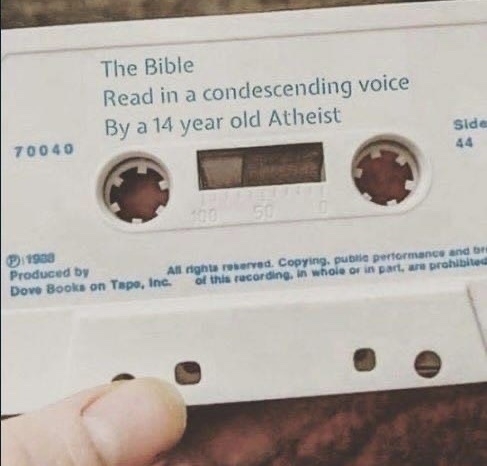 The Bible
Read in a condescending voice
By a 14 year old Atheist
70040
Side
44
100 50 0
℗ 1988
Produced by
Dove Books on Tape, Inc.
All rights reserved. Copying, public performance and br
of this recording, in whole or in part, are prohibited